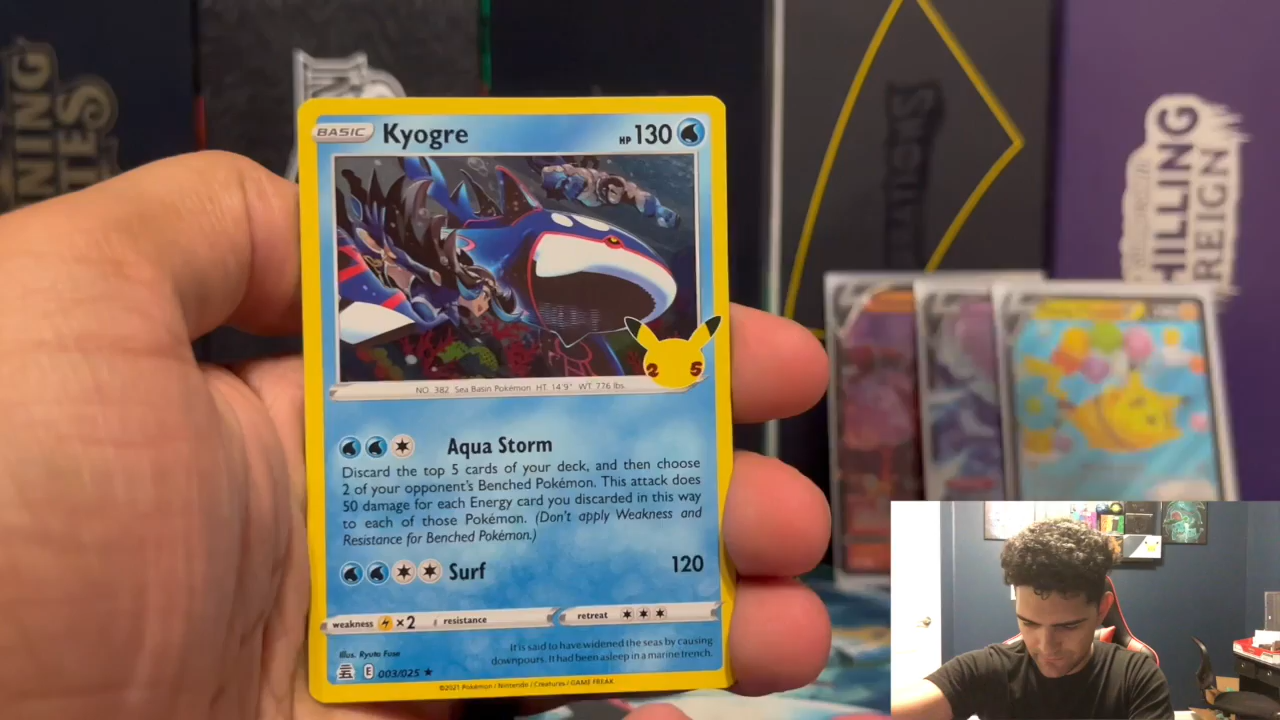 BASIC Kyogre HP 130
25
NO. 382 Sea Basin Pokémon HT 14'9" WT 776 lbs.
Aqua Storm
Discard the top 5 cards of your deck, and then choose
2 of your opponent's Benched Pokémon. This attack does
50 damage for each Energy card you discarded in this way
to each of those Pokémon. (Don't apply Weakness and
Resistance for Benched Pokémon.)
Surf 120
weakness ×2 resistance retreat
It is said to have widened the seas by causing
downpours. It had been asleep in a marine trench.
Illus. Ryuta Fuse
E 003/025 ★
©2021 Pokémon / Nintendo / Creatures / GAME FREAK
HILLING
REIGN